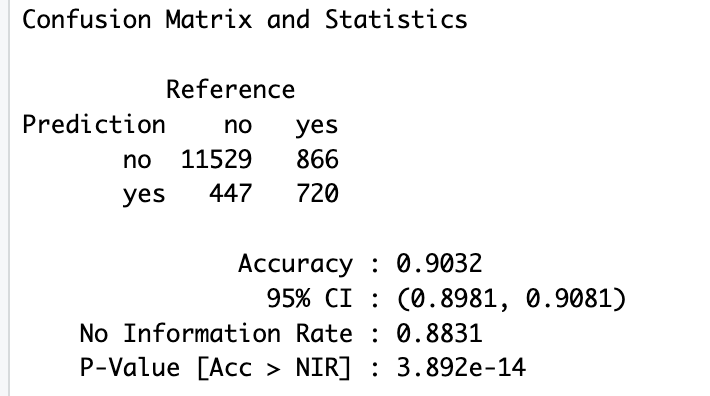 Confusion Matrix and Statistics
Reference
Prediction no yes
no 11529 866
yes 447 720
Accuracy : 0.9032
95% CI : (0.8981, 0.9081)
No Information Rate : 0.8831
P-Value [Acc > NIR] : 3.892e-14